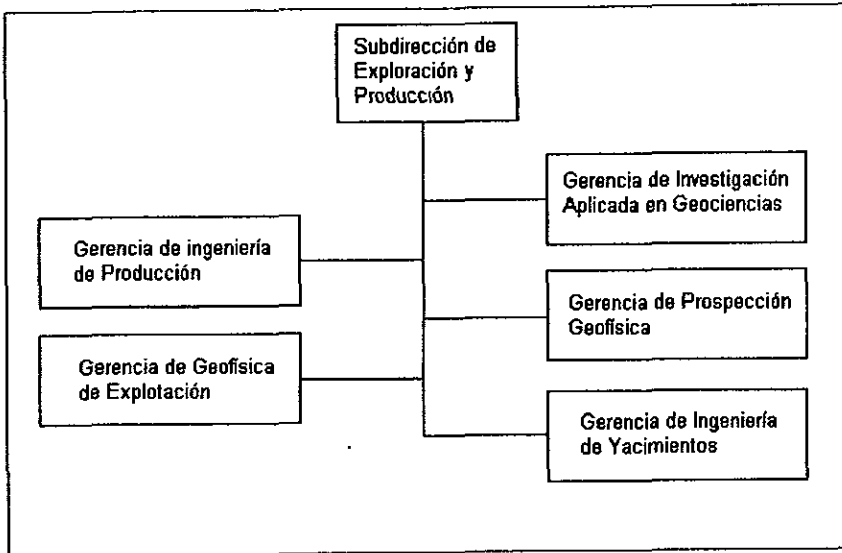 Subdirección de
Exploración y
Producción
Gerencia de Investigación
Aplicada en Geociencias
Gerencia de ingeniería
de Producción
Gerencia de Prospección
Geofísica
Gerencia de Geofísica
de Explotación
Gerencia de Ingeniería
de Yacimientos